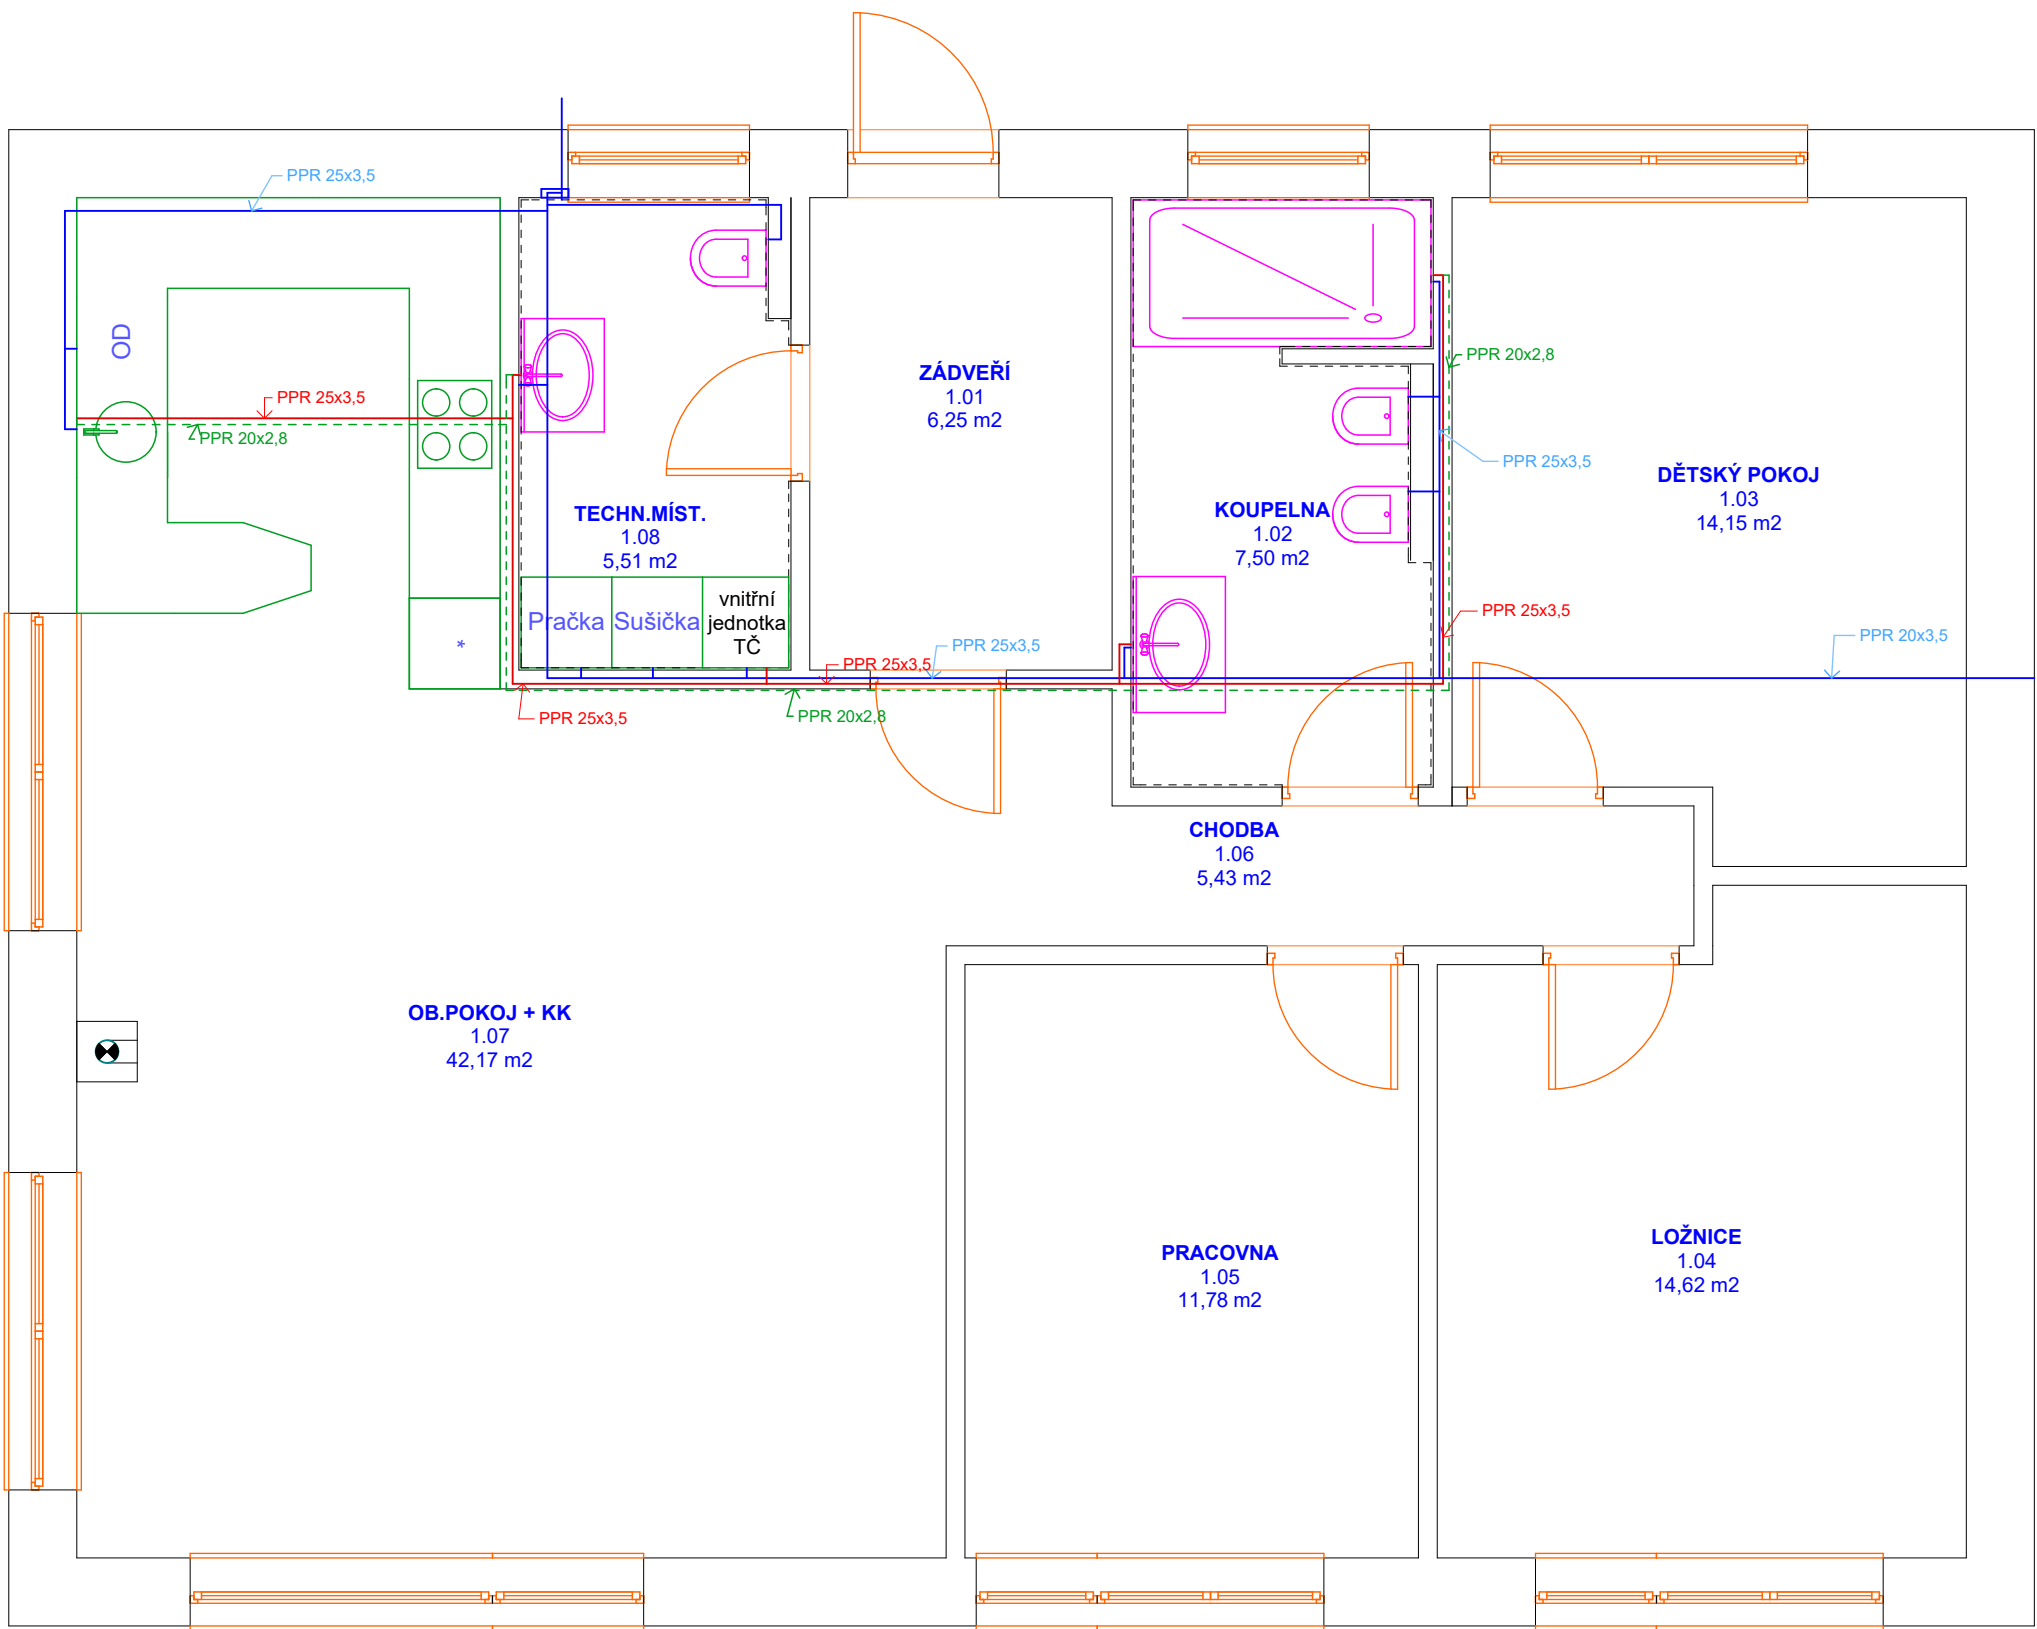 PPR 25x3,5
OD
PPR 25x3,5
PPR 20x2,8
ZÁDVEŘÍ
1.01
6,25 m2
PPR 20x2,8
PPR 25x3,5
DĚTSKÝ POKOJ
1.03
14,15 m2
TECHN.MÍST.
1.08
5,51 m2
KOUPELNA
1.02
7,50 m2
Pračka
Sušička
vnitřní
jednotka
TČ
*
PPR 25x3,5
PPR 25x3,5
PPR 25x3,5
PPR 20x3,5
PPR 25x3,5
PPR 20x2,8
CHODBA
1.06
5,43 m2
OB.POKOJ + KK
1.07
42,17 m2
PRACOVNA
1.05
11,78 m2
LOŽNICE
1.04
14,62 m2